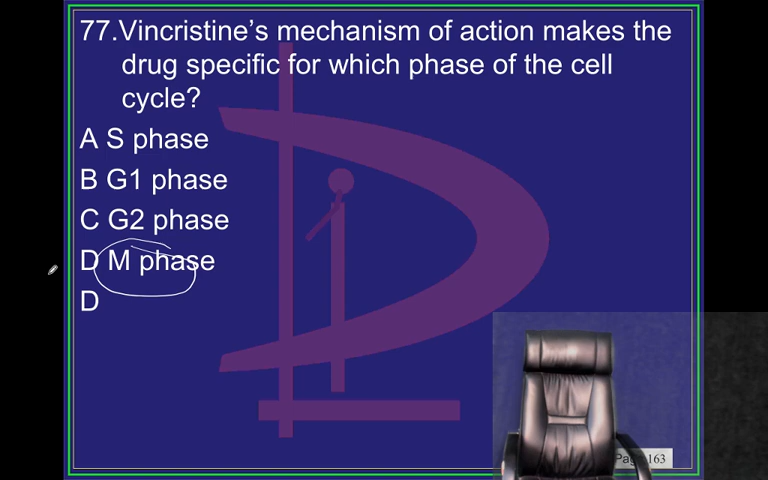 77.Vincristine’s mechanism of action makes the
drug specific for which phase of the cell
cycle?
A S phase
B G1 phase
C G2 phase
D M phase
D
Page 163